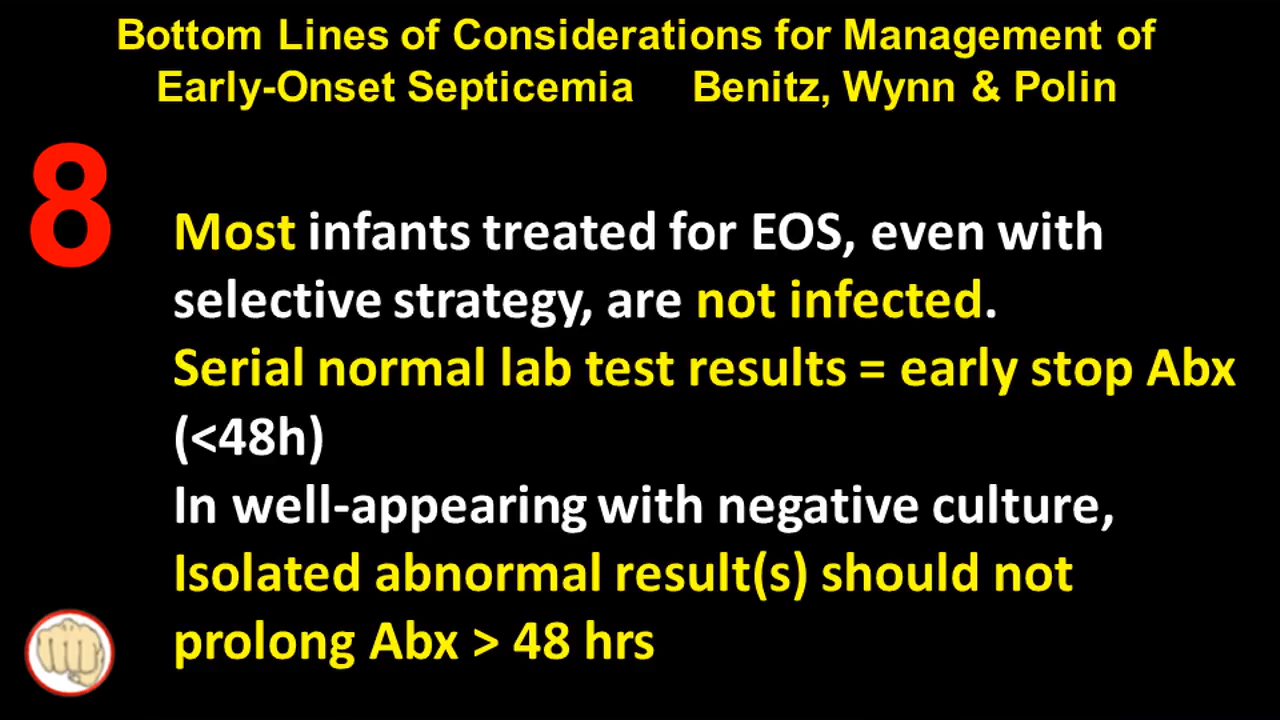 Bottom Lines of Considerations for Management of
Early-Onset Septicemia Benitz, Wynn & Polin
8
Most infants treated for EOS, even with
selective strategy, are not infected.
Serial normal lab test results = early stop Abx
(<48h)
In well-appearing with negative culture,
Isolated abnormal result(s) should not
prolong Abx > 48 hrs